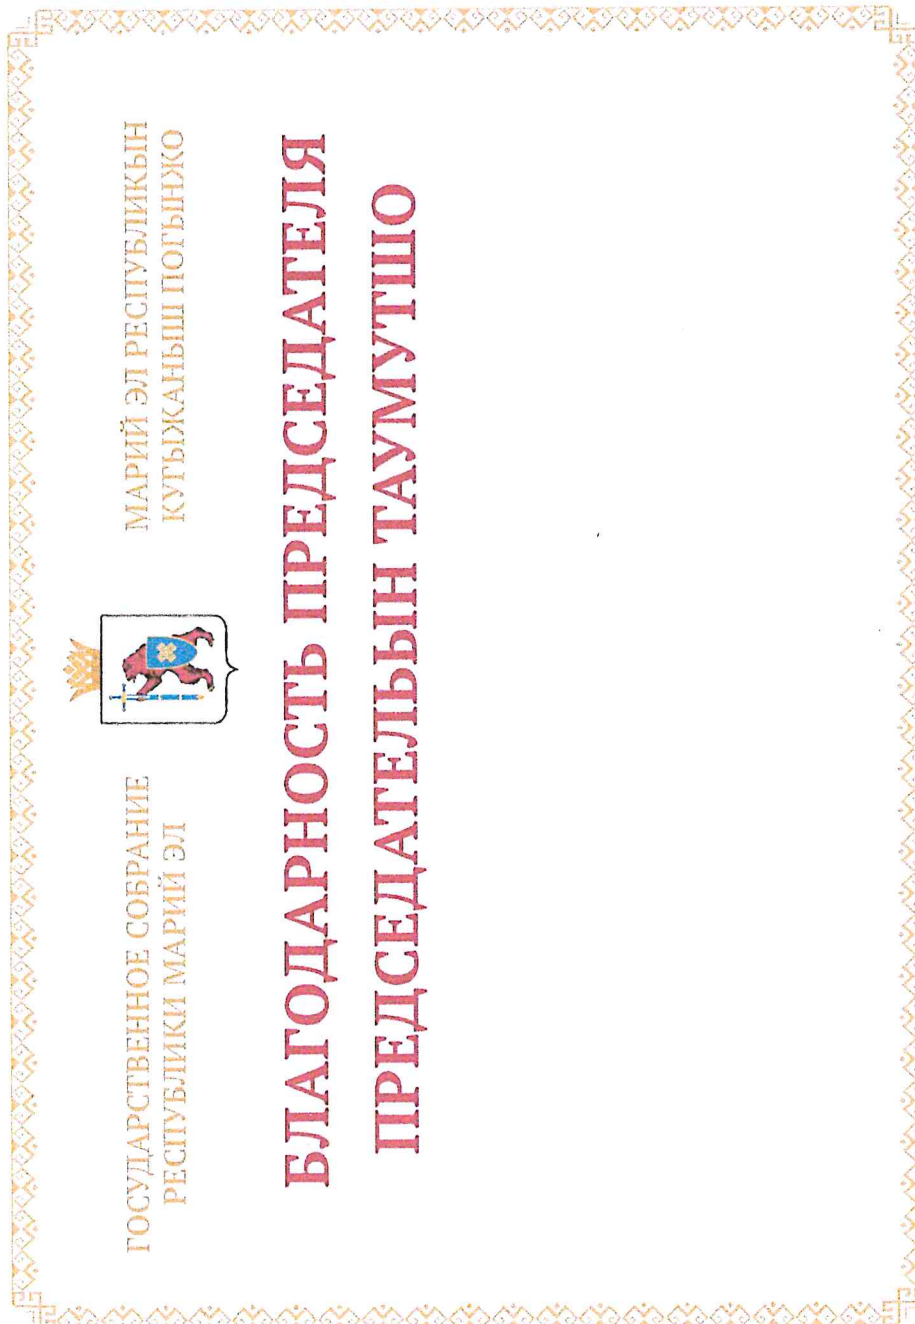 ГОСУДАРСТВЕННОЕ СОБРАНИЕ
РЕСПУБЛИКИ МАРИЙ ЭЛ
МАРИЙ ЭЛ РЕСПУБЛИКЫН
КУГЫЖАНЫШ ПОГЫНЖО
БЛАГОДАРНОСТЬ ПРЕДСЕДАТЕЛЯ
ПРЕДСЕДАТЕЛЬЫН ТАУМУТШО